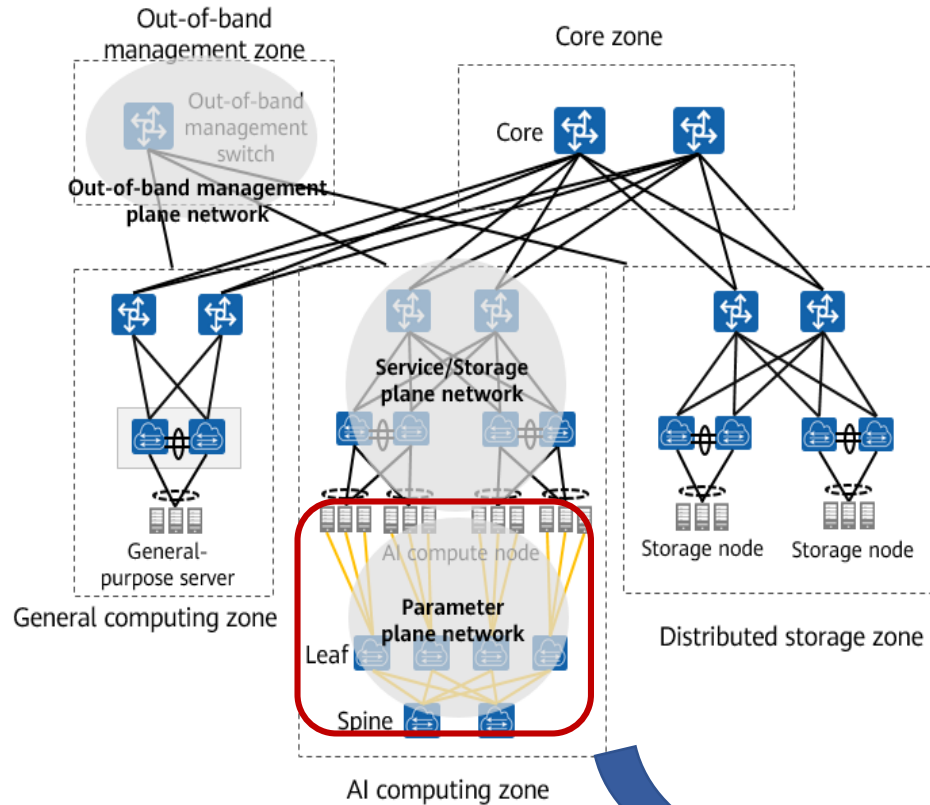 Out-of-band
management zone
Core zone
Out-of-band
management
switch
Core
Out-of-band management
plane network
Service/Storage
plane network
General-
purpose server
AI compute node
Storage node
Storage node
General computing zone
Parameter
plane network
Leaf
Distributed storage zone
Spine
AI computing zone